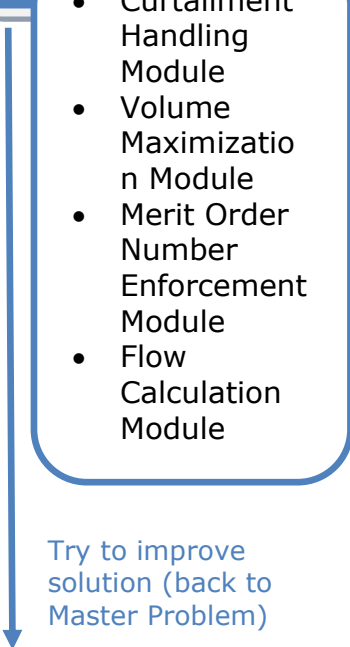 • Curtailment
Handling
Module
• Volume
Maximizatio
n Module
• Merit Order
Number
Enforcement
Module
• Flow
Calculation
Module
Try to improve
solution (back to
Master Problem)